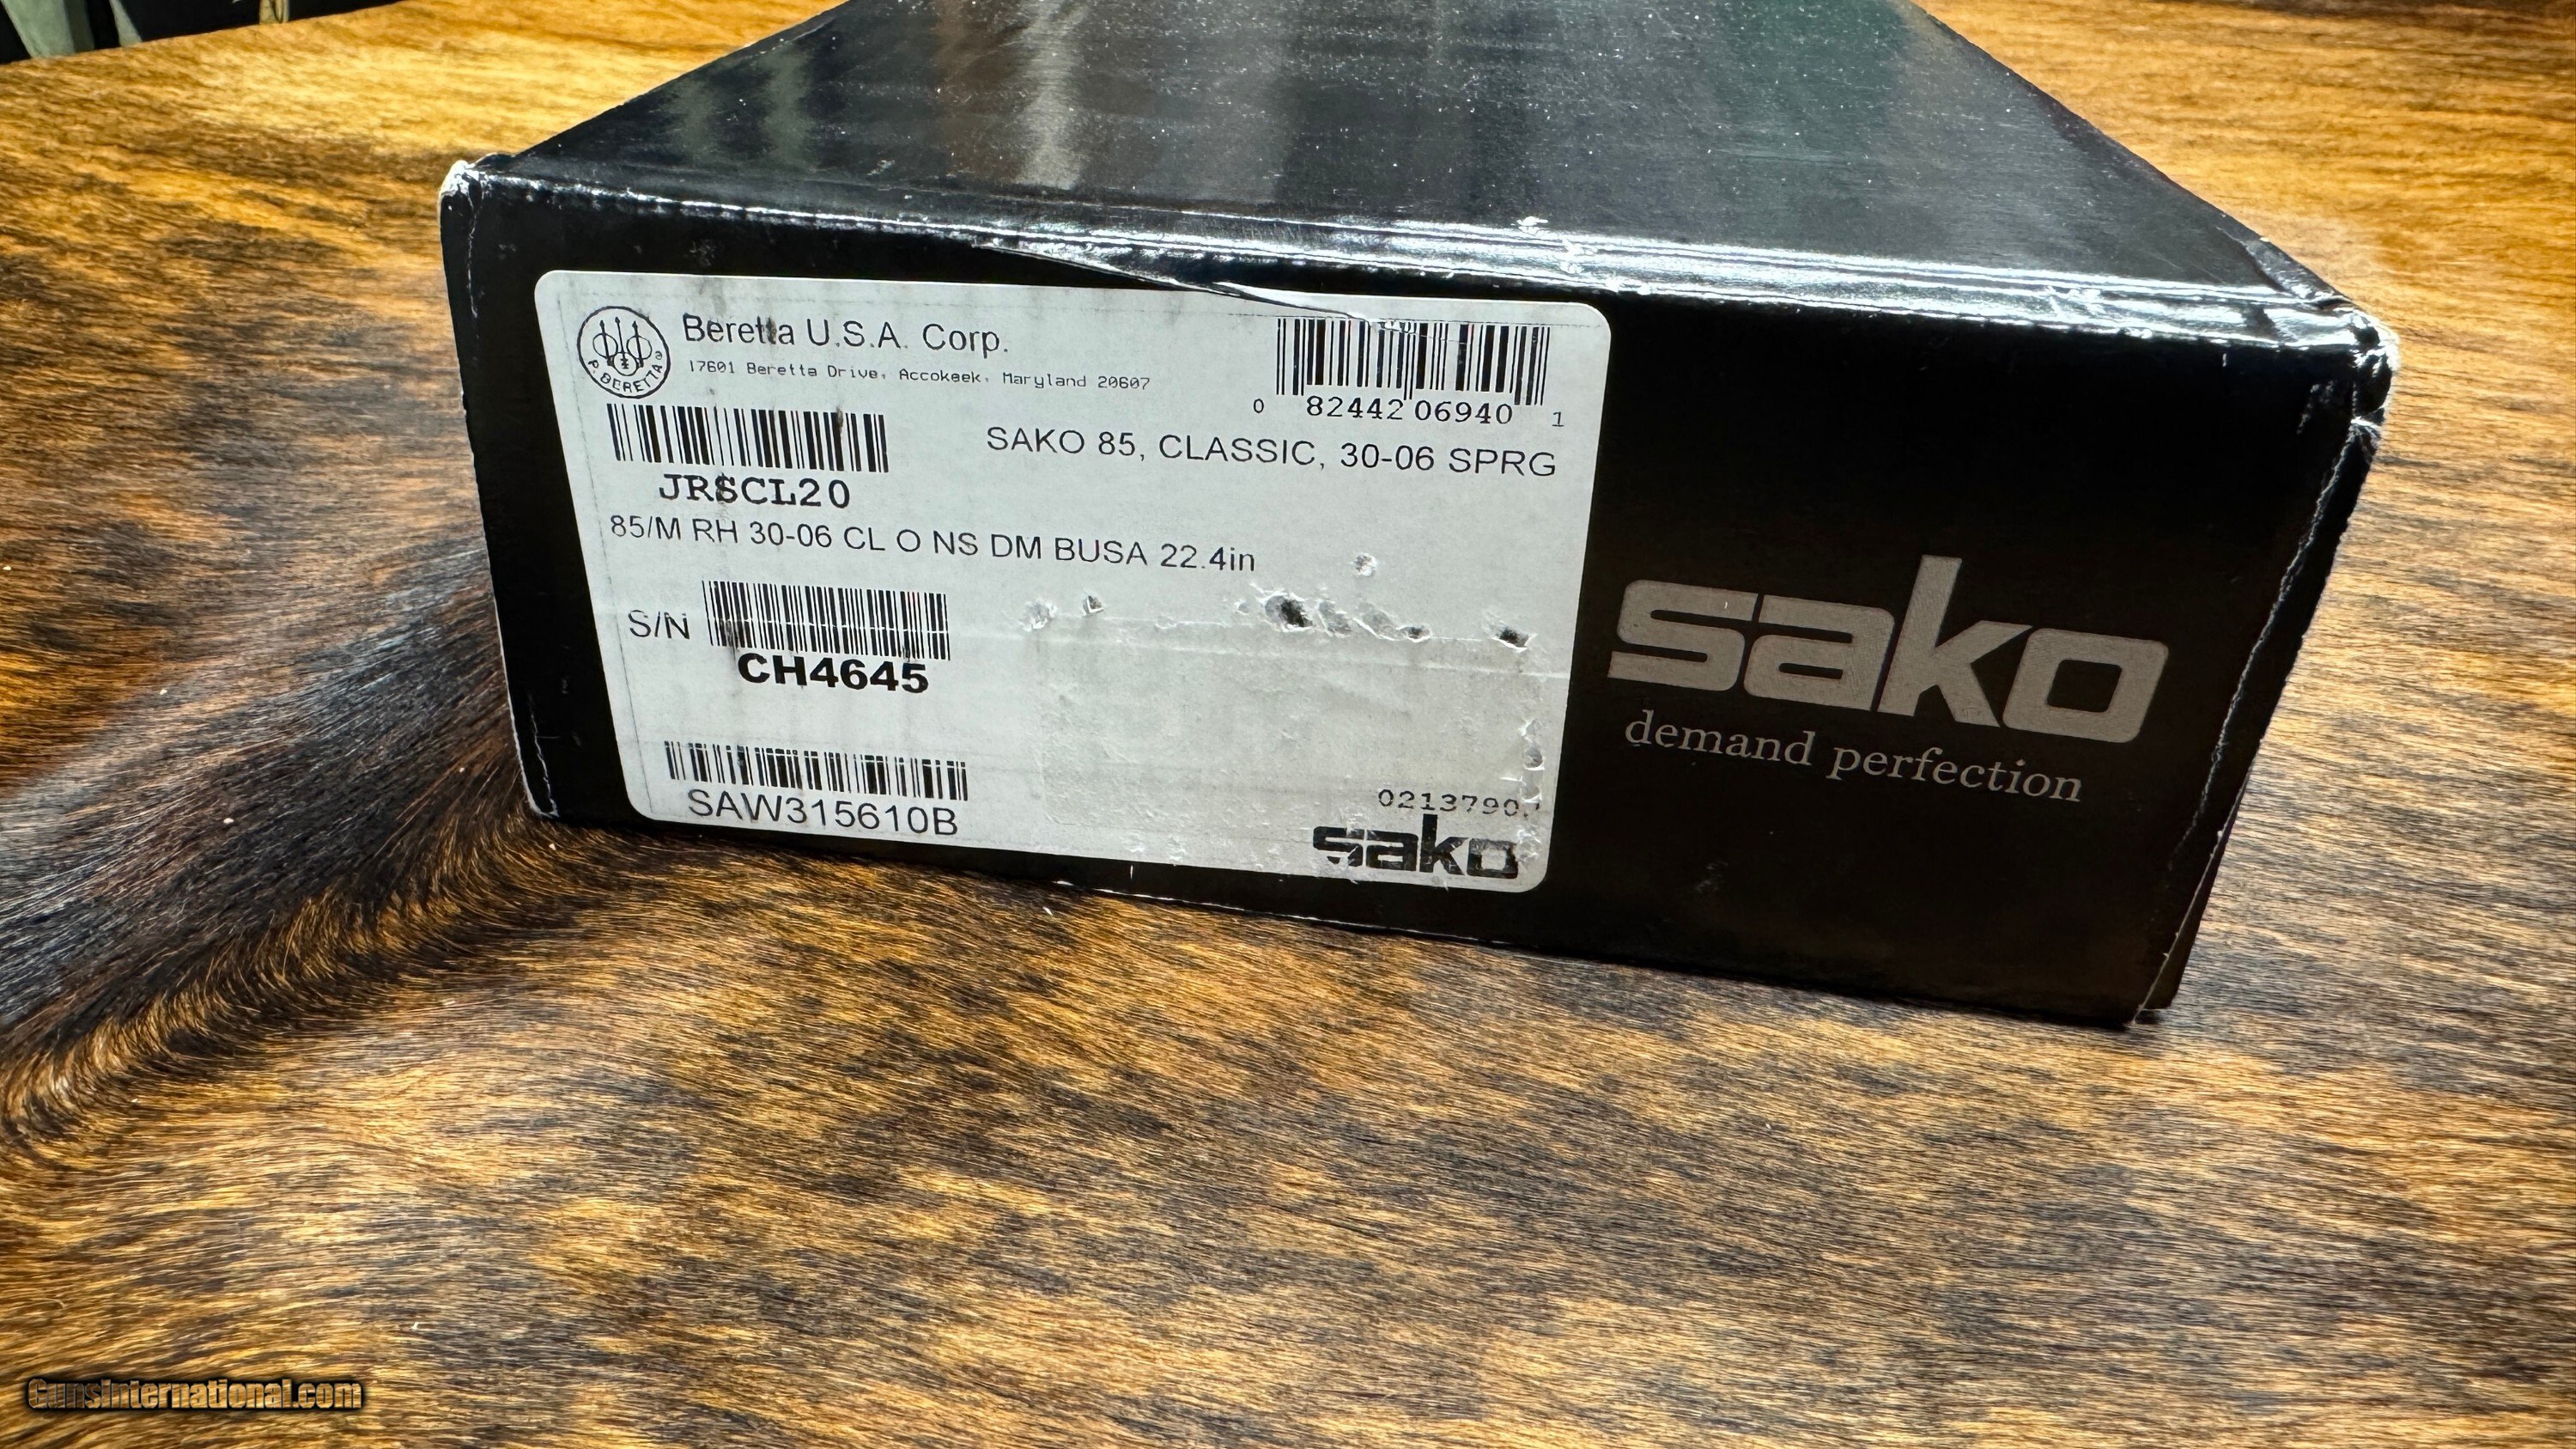 Beretta U.S.A. Corp.
17601 Beretta Drive, Accokeek, Maryland 20607
P. BERETTA
0 82442 06940 1
SAKO 85, CLASSIC, 30-06 SPRG
JRSCL20
85/M RH 30-06 CL O NS DM BUSA 22.4in
S/N
CH4645
SAW315610B
sako
sako
demand perfection
GunsInternational.com